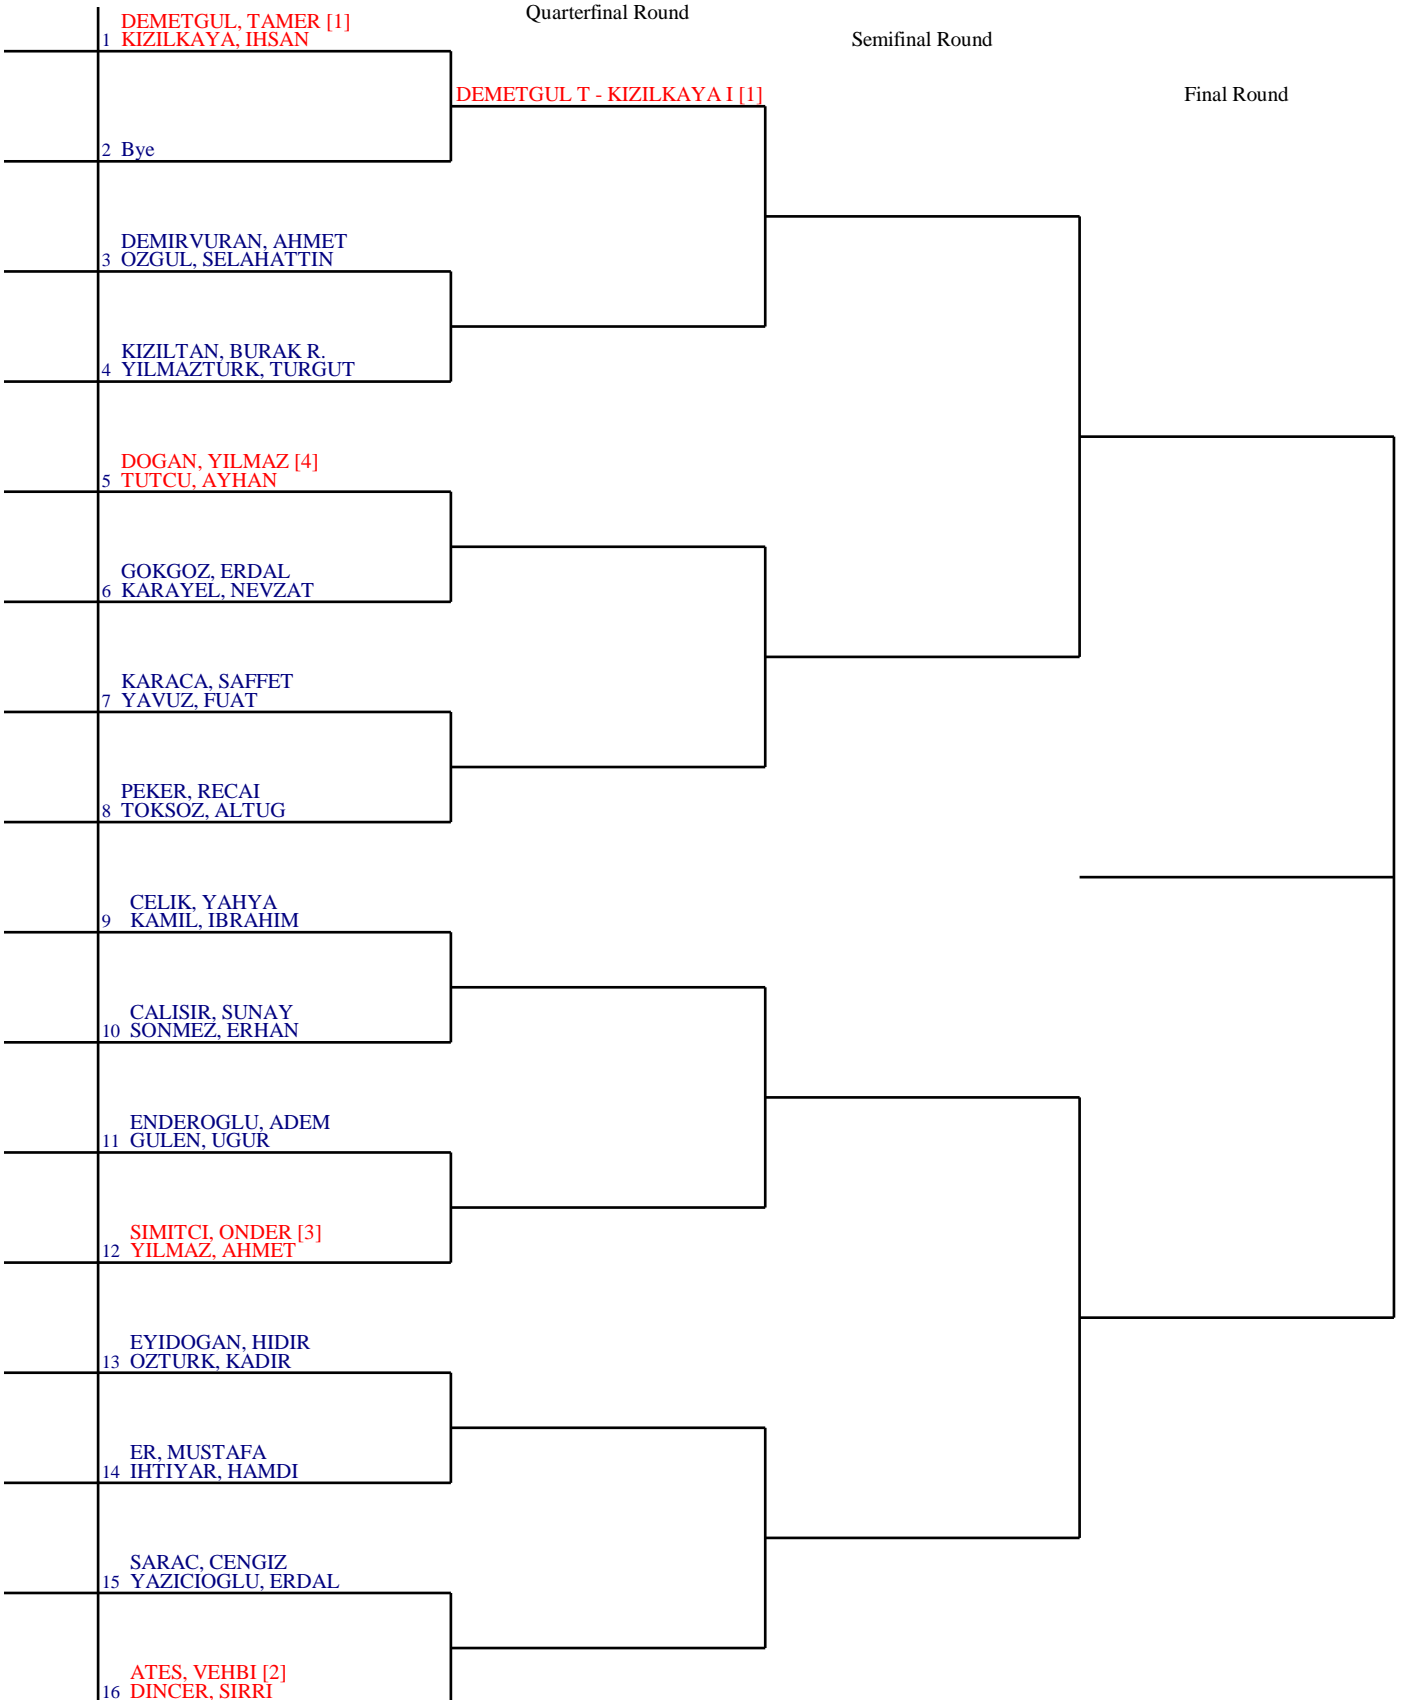 Quarterfinal Round
Semifinal Round
Final Round
DEMETGUL, TAMER [1]
1 KIZILKAYA, IHSAN
DEMETGUL T - KIZILKAYA I [1]
2 Bye
DEMIRVURAN, AHMET
3 OZGUL, SELAHATTIN
KIZILTAN, BURAK R.
4 YILMAZTURK, TURGUT
DOGAN, YILMAZ [4]
5 TUTCU, AYHAN
GOKGOZ, ERDAL
6 KARAYEL, NEVZAT
KARACA, SAFFET
7 YAVUZ, FUAT
PEKER, RECAI
8 TOKSOZ, ALTUG
CELIK, YAHYA
9 KAMIL, IBRAHIM
CALISIR, SUNAY
10 SONMEZ, ERHAN
ENDEROGLU, ADEM
11 GULEN, UGUR
SIMITCI, ONDER [3]
12 YILMAZ, AHMET
EYIDOGAN, HIDIR
13 OZTURK, KADIR
ER, MUSTAFA
14 IHTIYAR, HAMDI
SARAC, CENGIZ
15 YAZICIOGLU, ERDAL
ATES, VEHBI [2]
16 DINCER, SIRRI